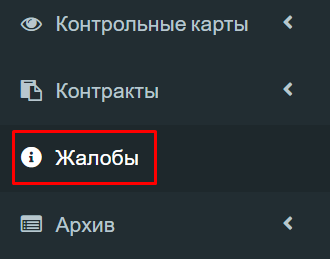 Контрольные карты
Контракты
Жалобы
Архив